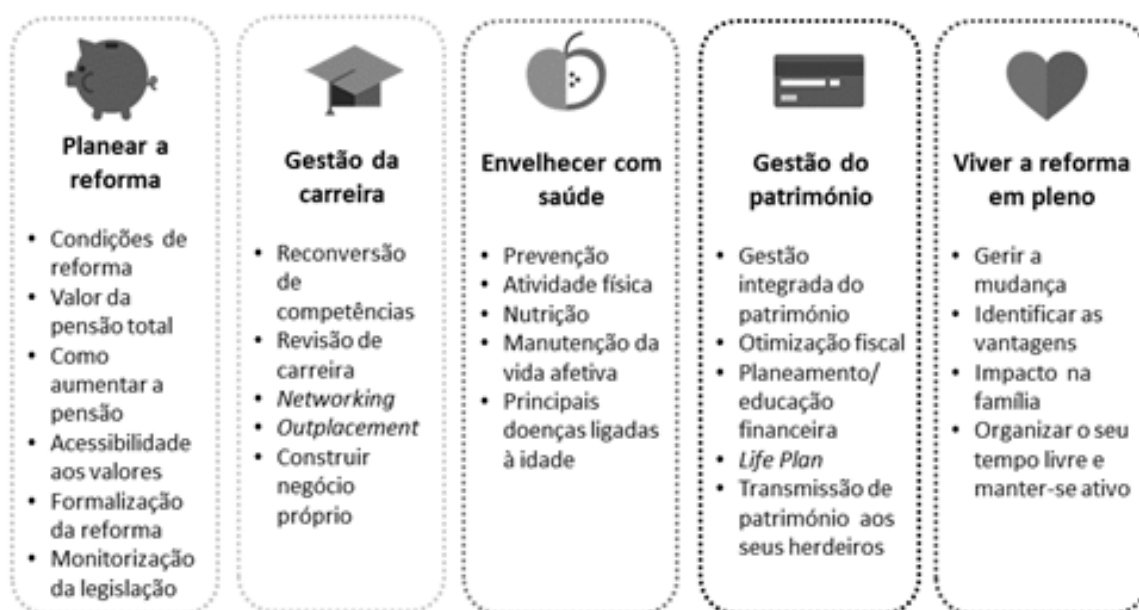 Planear a
reforma
• Condições de
reforma
• Valor da
pensão total
• Como
aumentar a
pensão
• Acessibilidade
aos valores
• Formalização
da reforma
• Monitorização
da legislação
Gestão da
carreira
• Reconversão
de
competências
• Revisão de
carreira
• Networking
• Outplacement
• Construir
negócio
próprio
Envelhecer com
saúde
• Prevenção
• Atividade física
• Nutrição
• Manutenção da
vida afetiva
• Principais
doenças ligadas
à idade
Gestão do
património
• Gestão
integrada do
património
• Otimização fiscal
• Planeamento/
educação
financeira
• Life Plan
• Transmissão de
património aos
seus herdeiros
Viver a reforma
em pleno
• Gerir a
mudança
• Identificar as
vantagens
• Impacto na
família
• Organizar o seu
tempo livre e
manter-se ativo